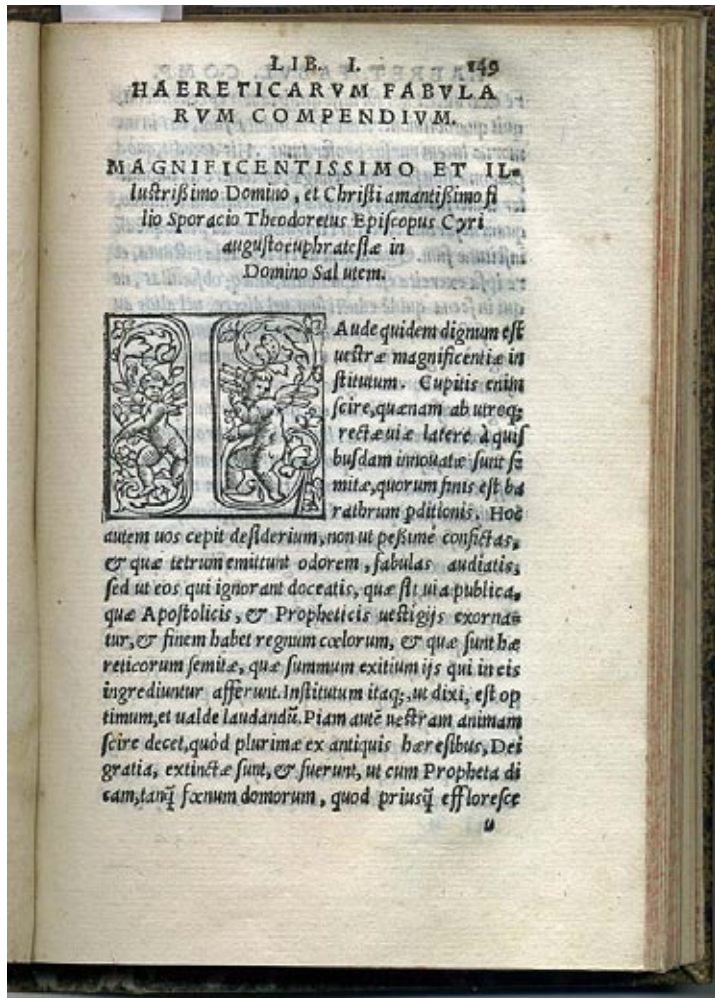 LIB. I. 149
HAERETICARVM FABVLA
RVM COMPENDIVM.
MAGNIFICENTISSIMO ET IL-
lustrißimo Domino, et Christi amantißimo fi
lio Sporacio Theodoretus Episcopus Cyri
augustoeuphratestæ in
Domino Salutem.
LAude quidem dignum est
uestræ magnificentiæ in
stitutum. Cupitis enim
scire, quænam ab utroq;
rectæ uiæ latere à quis
busdam innouatæ sunt se
mitæ, quorum finis est ba
rathrum pditionis. Hoc
autem uos cepit desiderium, non ut peßimè confictas,
& quæ tetrum emittunt odorem, fabulas audiatis,
sed ut eos qui ignorant doceatis, quæ sit uia publica,
quæ Apostolicis, & Propheticis uestigijs exorna-
tur, & finem habet regnum cœlorum, & quæ sunt hæ
reticorum semitæ, quæ summum exitium ijs qui in eis
ingrediuntur afferunt. Institutum itaq;, ut dixi, est op
timum, et ualde laudandū. Piam autē uestram animam
scire decet, quòd plurimæ ex antiquis hæresibus, Dei
gratia, extinctæ sunt, & fuerunt, ut cum Propheta di
cam, tanq̃ fœnum domorum, quod priusq̃ effloresce
u